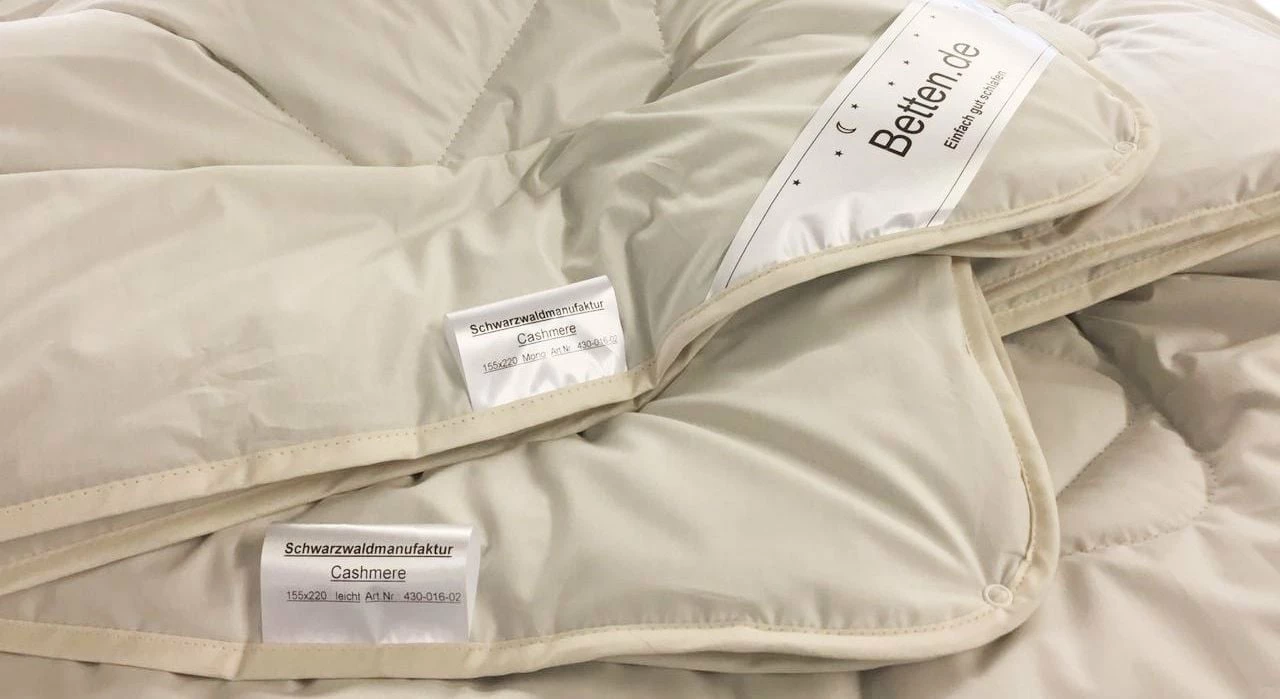 Betten.de
Einfach gut schlafen
Schwarzwaldmanufaktur
Cashmere
155x220 Mono Art.Nr. 430-016-02
Schwarzwaldmanufaktur
Cashmere
155x220 leicht Art.Nr. 430-016-02